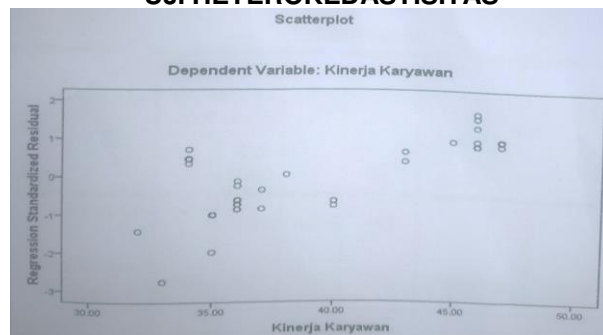 Scatterplot
Dependent Variable: Kinerja Karyawan
Regression Standardized Residual
2
1
0
-1
-2
-3
30.00 35.00 40.00 45.00 50.00
Kinerja Karyawan